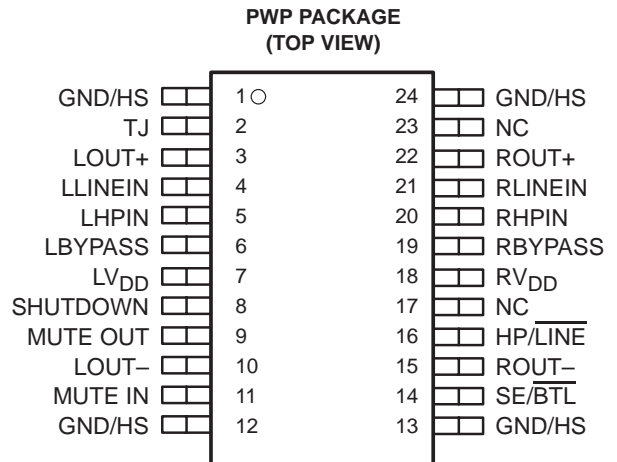 PWP PACKAGE
(TOP VIEW)
GND/HS 1 24 GND/HS
TJ 2 23 NC
LOUT+ 3 22 ROUT+
LLINEIN 4 21 RLINEIN
LHPIN 5 20 RHPIN
LBYPASS 6 19 RBYPASS
LVDD 7 18 RVDD
SHUTDOWN 8 17 NC
MUTE OUT 9 16 HP/L̅I̅N̅E̅
LOUT– 10 15 ROUT–
MUTE IN 11 14 SE/B̅T̅L̅
GND/HS 12 13 GND/HS